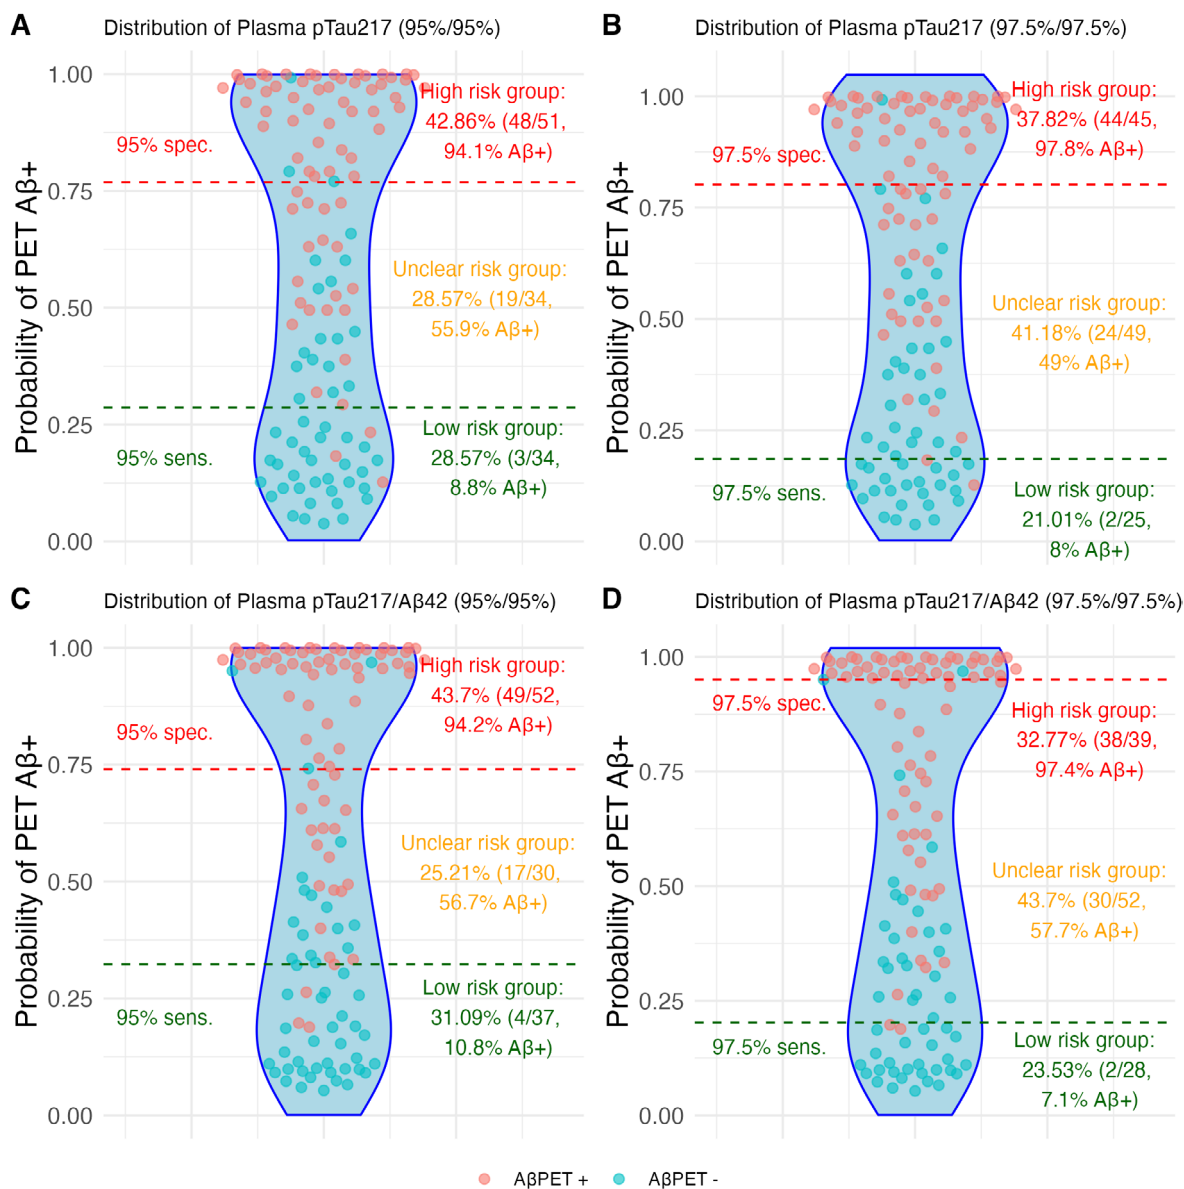 A
Distribution of Plasma pTau217 (95%/95%)
Probability of PET Aβ+
1.00
0.75
0.50
0.25
0.00
95% spec.
95% sens.
High risk group:
42.86% (48/51,
94.1% Aβ+)
Unclear risk group:
28.57% (19/34,
55.9% Aβ+)
Low risk group:
28.57% (3/34,
8.8% Aβ+)
B
Distribution of Plasma pTau217 (97.5%/97.5%)
Probability of PET Aβ+
1.00
0.75
0.50
0.25
0.00
97.5% spec.
97.5% sens.
High risk group:
37.82% (44/45,
97.8% Aβ+)
Unclear risk group:
41.18% (24/49,
49% Aβ+)
Low risk group:
21.01% (2/25,
8% Aβ+)
C
Distribution of Plasma pTau217/Aβ42 (95%/95%)
Probability of PET Aβ+
1.00
0.75
0.50
0.25
0.00
95% spec.
95% sens.
High risk group:
43.7% (49/52,
94.2% Aβ+)
Unclear risk group:
25.21% (17/30,
56.7% Aβ+)
Low risk group:
31.09% (4/37,
10.8% Aβ+)
D
Distribution of Plasma pTau217/Aβ42 (97.5%/97.5%)
Probability of PET Aβ+
1.00
0.75
0.50
0.25
0.00
97.5% spec.
97.5% sens.
High risk group:
32.77% (38/39,
97.4% Aβ+)
Unclear risk group:
43.7% (30/52,
57.7% Aβ+)
Low risk group:
23.53% (2/28,
7.1% Aβ+)
AβPET + AβPET -